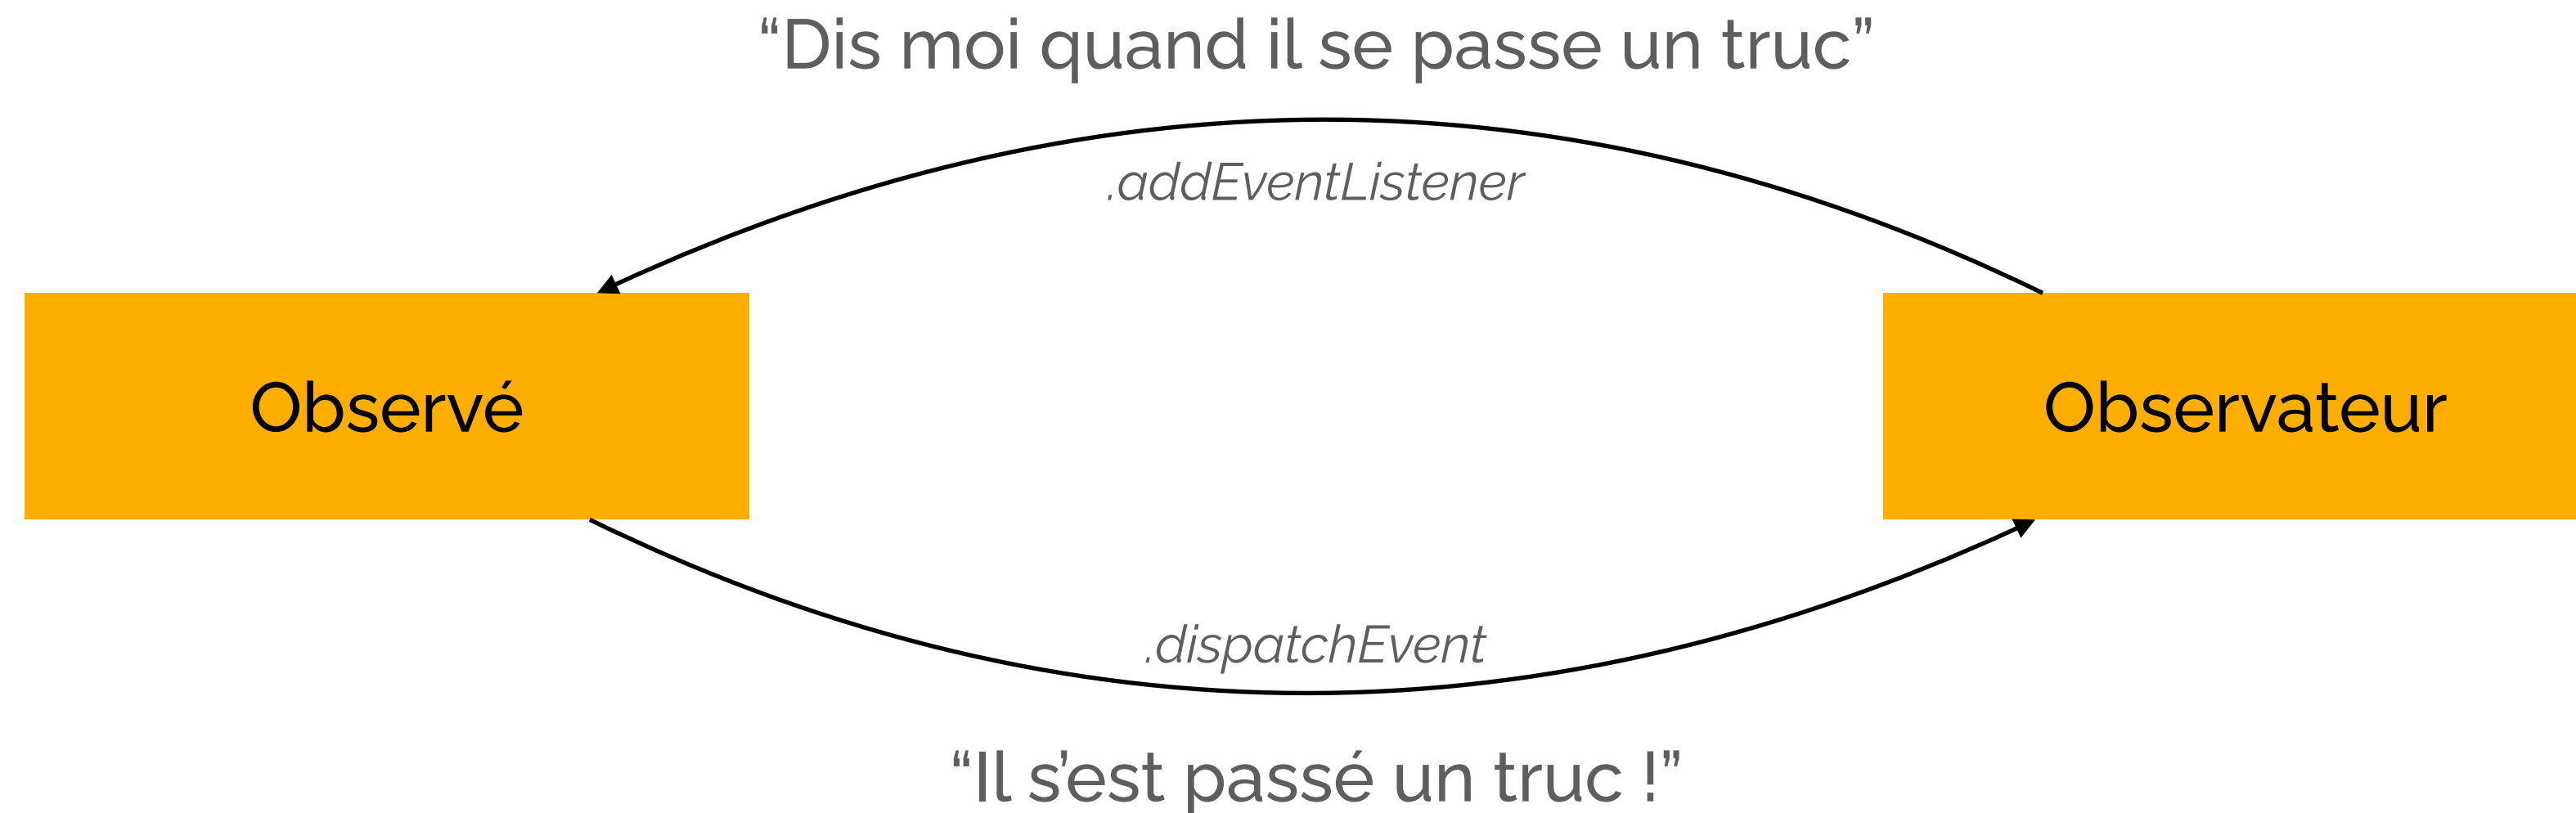 “Dis moi quand il se passe un truc”
.addEventListener
Observé
Observateur
.dispatchEvent
“Il s’est passé un truc !”